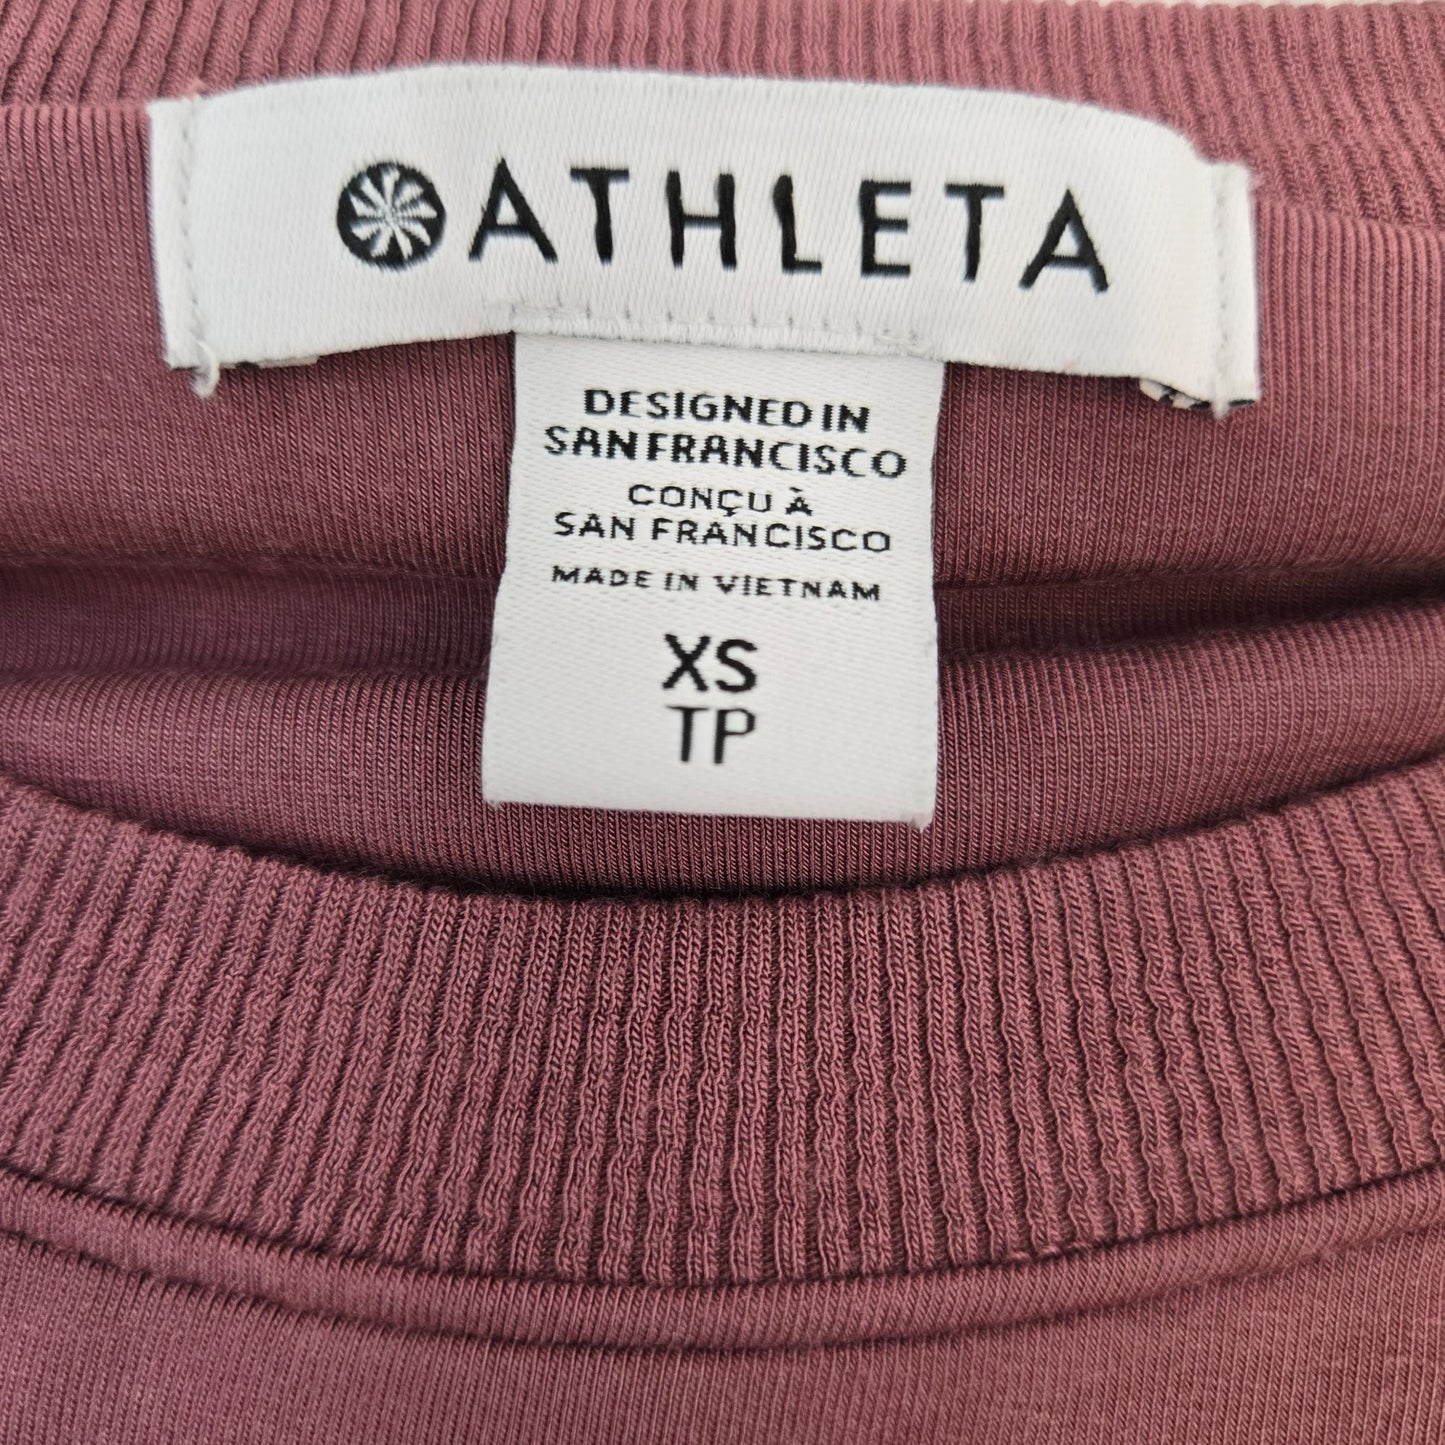 ATHLETA
DESIGNED IN
SAN FRANCISCO
CONÇU À
SAN FRANCISCO
MADE IN VIETNAM
XS
TP